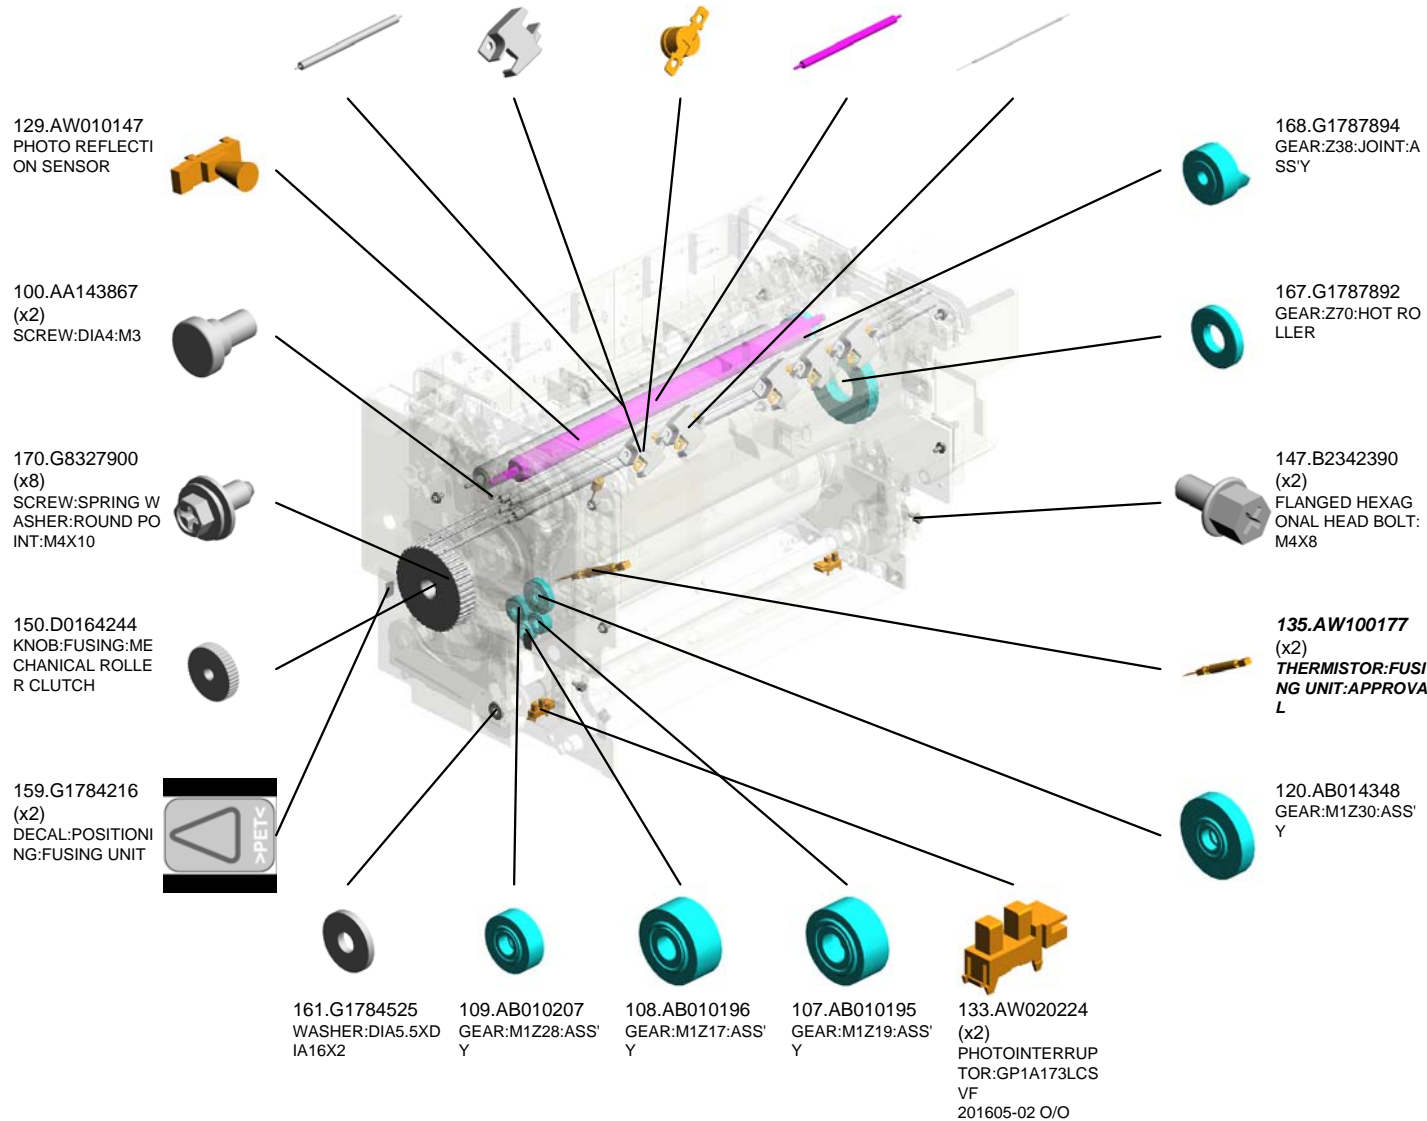 129.AW010147
PHOTO REFLECTI
ON SENSOR
100.AA143867
(x2)
SCREW:DIA4:M3
170.G8327900
(x8)
SCREW:SPRING W
ASHER:ROUND PO
INT:M4X10
150.D0164244
KNOB:FUSING:ME
CHANICAL ROLLE
R CLUTCH
159.G1784216
(x2)
DECAL:POSITIONI
NG:FUSING UNIT
>PET<
168.G1787894
GEAR:Z38:JOINT:A
SS'Y
167.G1787892
GEAR:Z70:HOT RO
LLER
147.B2342390
(x2)
FLANGED HEXAG
ONAL HEAD BOLT:
M4X8
135.AW100177
(x2)
THERMISTOR:FUSI
NG UNIT:APPROVA
L
120.AB014348
GEAR:M1Z30:ASS'
Y
161.G1784525
WASHER:DIA5.5XD
IA16X2
109.AB010207
GEAR:M1Z28:ASS'
Y
108.AB010196
GEAR:M1Z17:ASS'
Y
107.AB010195
GEAR:M1Z19:ASS'
Y
133.AW020224
(x2)
PHOTOINTERRUP
TOR:GP1A173LCS
VF
201605-02 O/O